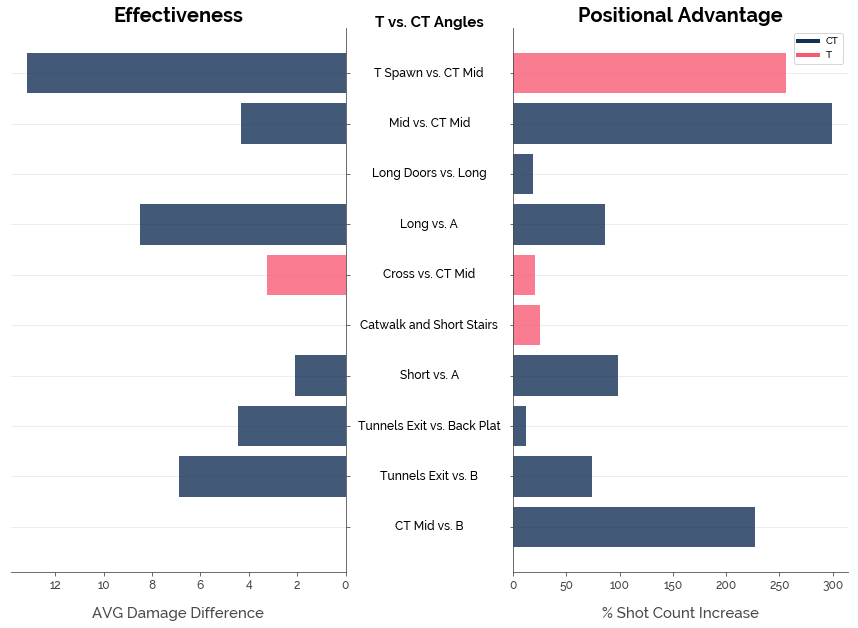 Effectiveness
T vs. CT Angles
Positional Advantage
CT
T
T Spawn vs. CT Mid
Mid vs. CT Mid
Long Doors vs. Long
Long vs. A
Cross vs. CT Mid
Catwalk and Short Stairs
Short vs. A
Tunnels Exit vs. Back Plat
Tunnels Exit vs. B
CT Mid vs. B
12 10 8 6 4 2 0
0 50 100 150 200 250 300
AVG Damage Difference
% Shot Count Increase